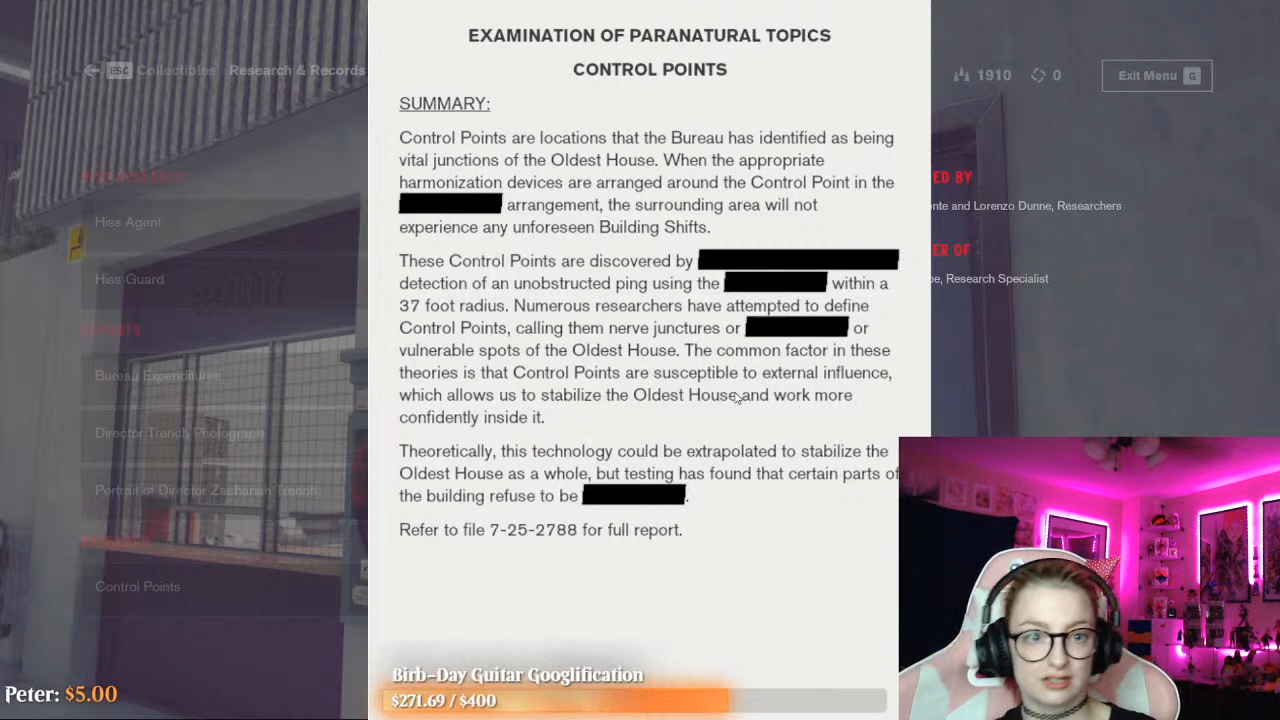 EXAMINATION OF PARANATURAL TOPICS
CONTROL POINTS
ESC Collectibles Research & Records
1910 0
Exit Menu G
SUMMARY:
Control Points are locations that the Bureau has identified as being
vital junctions of the Oldest House. When the appropriate
harmonization devices are arranged around the Control Point in the
arrangement, the surrounding area will not
experience any unforeseen Building Shifts.
These Control Points are discovered by
detection of an unobstructed ping using the within a
37 foot radius. Numerous researchers have attempted to define
Control Points, calling them nerve junctures or or
vulnerable spots of the Oldest House. The common factor in these
theories is that Control Points are susceptible to external influence,
which allows us to stabilize the Oldest House and work more
confidently inside it.
Theoretically, this technology could be extrapolated to stabilize the
Oldest House as a whole, but testing has found that certain parts of
the building refuse to be .
Refer to file 7-25-2788 for full report.
Hiss Agent
Hiss Guard
Bureau Expenditures
Director Trench Photograph
Portrait of Director Zachariah Trench
Control Points
ED BY
nte and Lorenzo Dunne, Researchers
ER OF
e, Research Specialist
Birb-Day Guitar Googlification
$271.69 / $400
Peter: $5.00